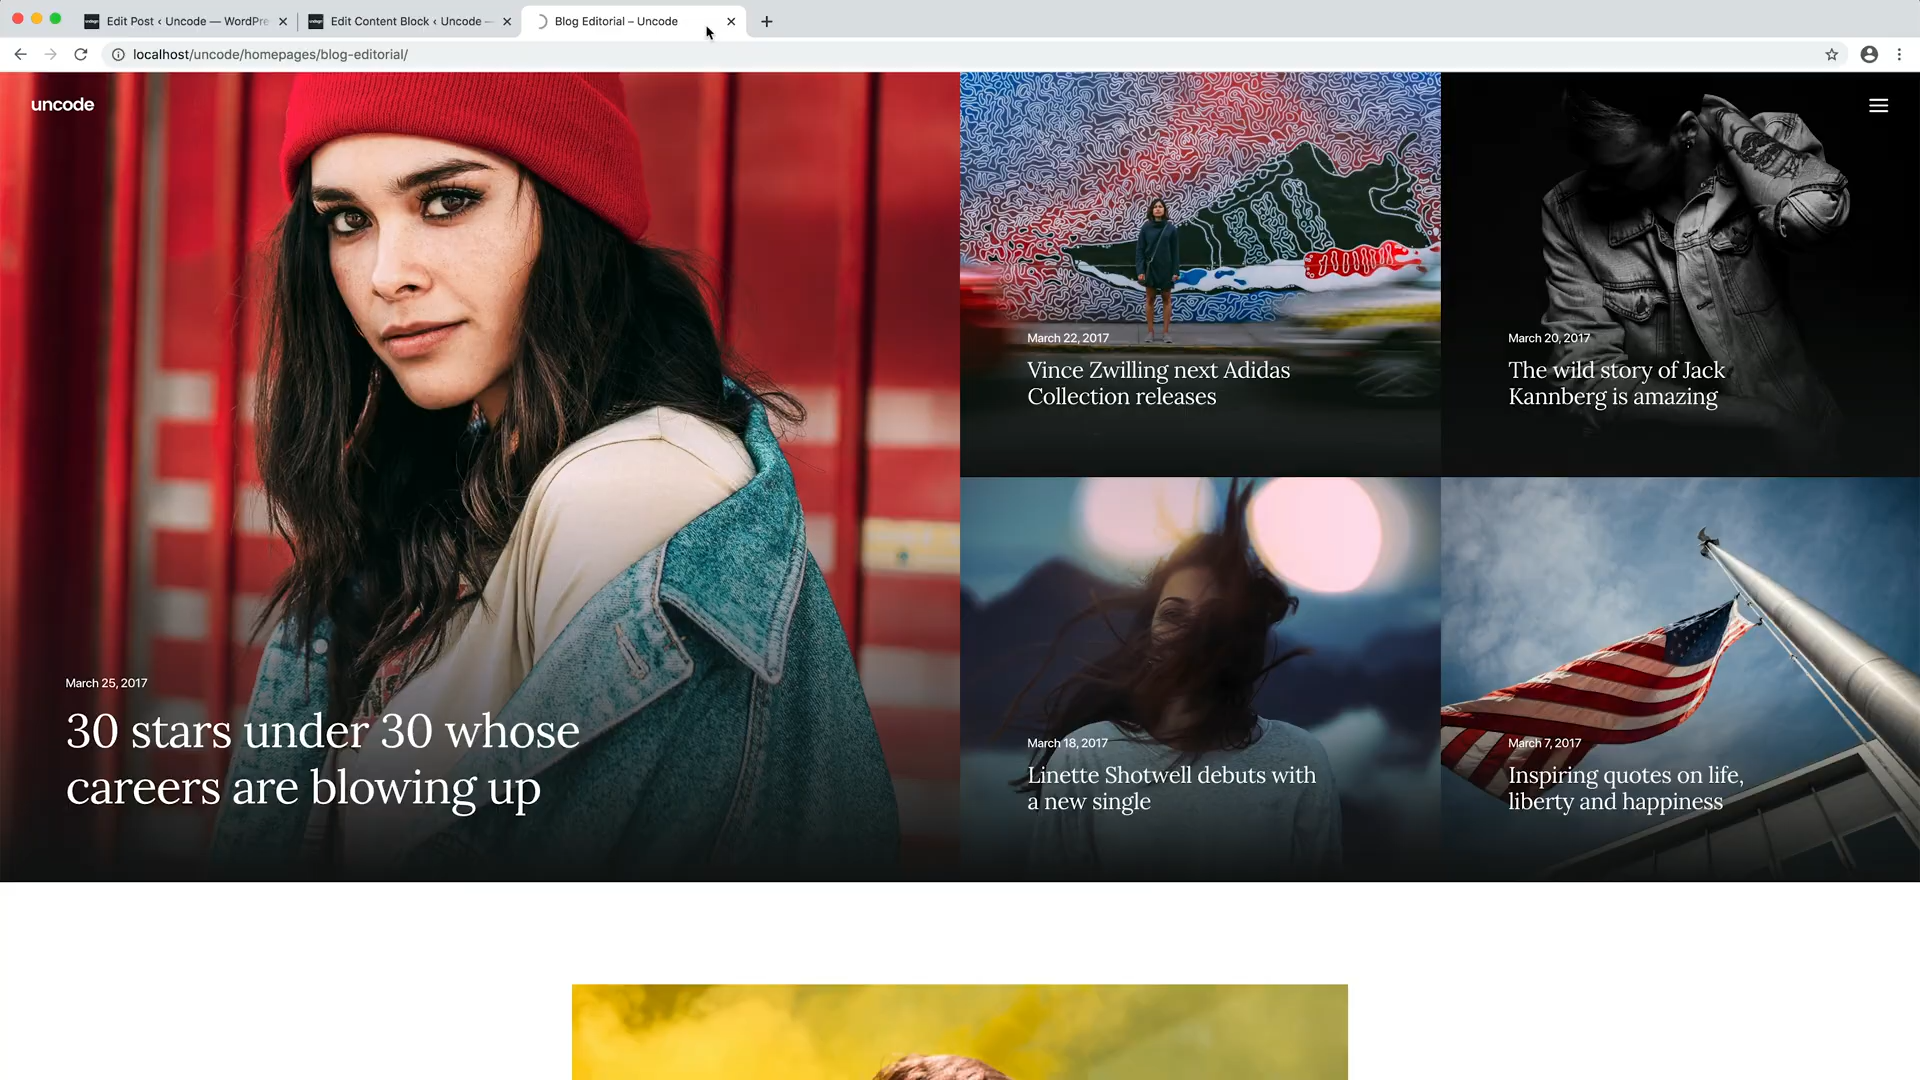 Edit Post ‹ Uncode — WordPre
Edit Content Block ‹ Uncode —
Blog Editorial – Uncode
localhost/uncode/homepages/blog-editorial/
uncode
March 25, 2017
30 stars under 30 whose
careers are blowing up
March 22, 2017
Vince Zwilling next Adidas
Collection releases
March 20, 2017
The wild story of Jack
Kannberg is amazing
March 18, 2017
Linette Shotwell debuts with
a new single
March 7, 2017
Inspiring quotes on life,
liberty and happiness